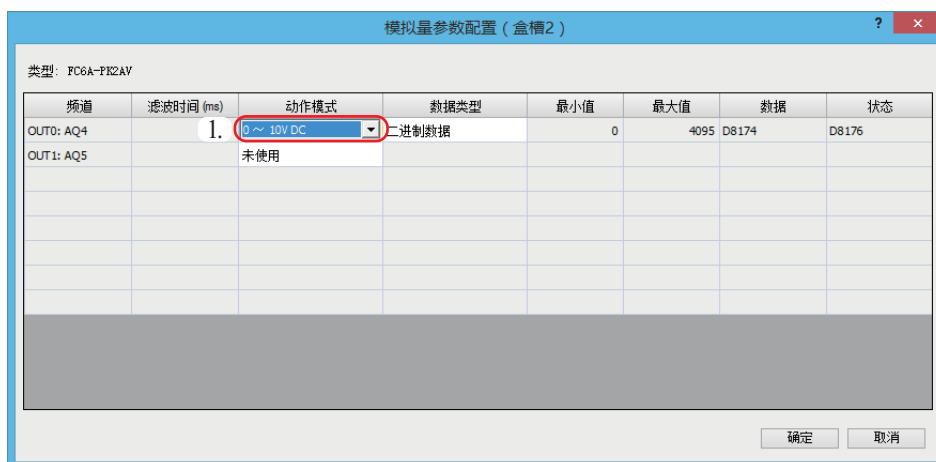 模拟量参数配置（盒槽2） ? ×
类型: FC6A-PK2AV
频道 滤波时间 (ms) 动作模式 数据类型 最小值 最大值 数据 状态
OUT0: AQ4 1. 0 ～ 10V DC 二进制数据 0 4095 D8174 D8176
OUT1: AQ5 未使用
确定 取消